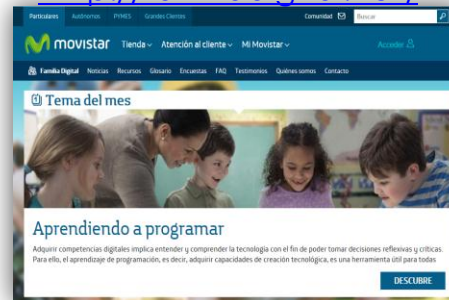 Particulares Autónomos PYMES Grandes Clientes Comunidad Buscar
movistar Tienda Atención al cliente Mi Movistar Acceder
Familia Digital Noticias Recursos Glosario Encuestas FAQ Testimonios Quiénes somos Contacto
Tema del mes
Aprendiendo a programar
Adquirir competencias digitales implica entender y comprender la tecnología con el fin de poder tomar decisiones reflexivas y críticas.
Para ello, el aprendizaje de programación, es decir, adquirir capacidades de creación tecnológica, es una herramienta útil para todas
DESCUBRE